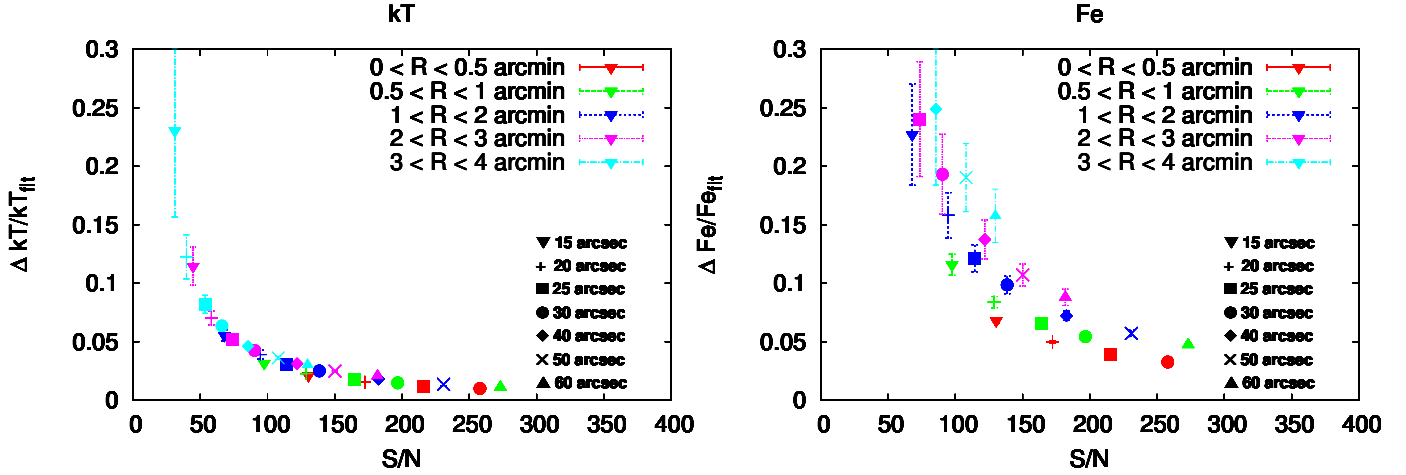 kT
0.3
0.25
0.2
0.15
0.1
0.05
0
0 50 100 150 200 250 300 350 400
S/N
Δ kT/kTfit
0 < R < 0.5 arcmin
0.5 < R < 1 arcmin
1 < R < 2 arcmin
2 < R < 3 arcmin
3 < R < 4 arcmin
15 arcsec
20 arcsec
25 arcsec
30 arcsec
40 arcsec
50 arcsec
60 arcsec
Fe
0.3
0.25
0.2
0.15
0.1
0.05
0
0 50 100 150 200 250 300 350 400
S/N
Δ Fe/Fefit
0 < R < 0.5 arcmin
0.5 < R < 1 arcmin
1 < R < 2 arcmin
2 < R < 3 arcmin
3 < R < 4 arcmin
15 arcsec
20 arcsec
25 arcsec
30 arcsec
40 arcsec
50 arcsec
60 arcsec